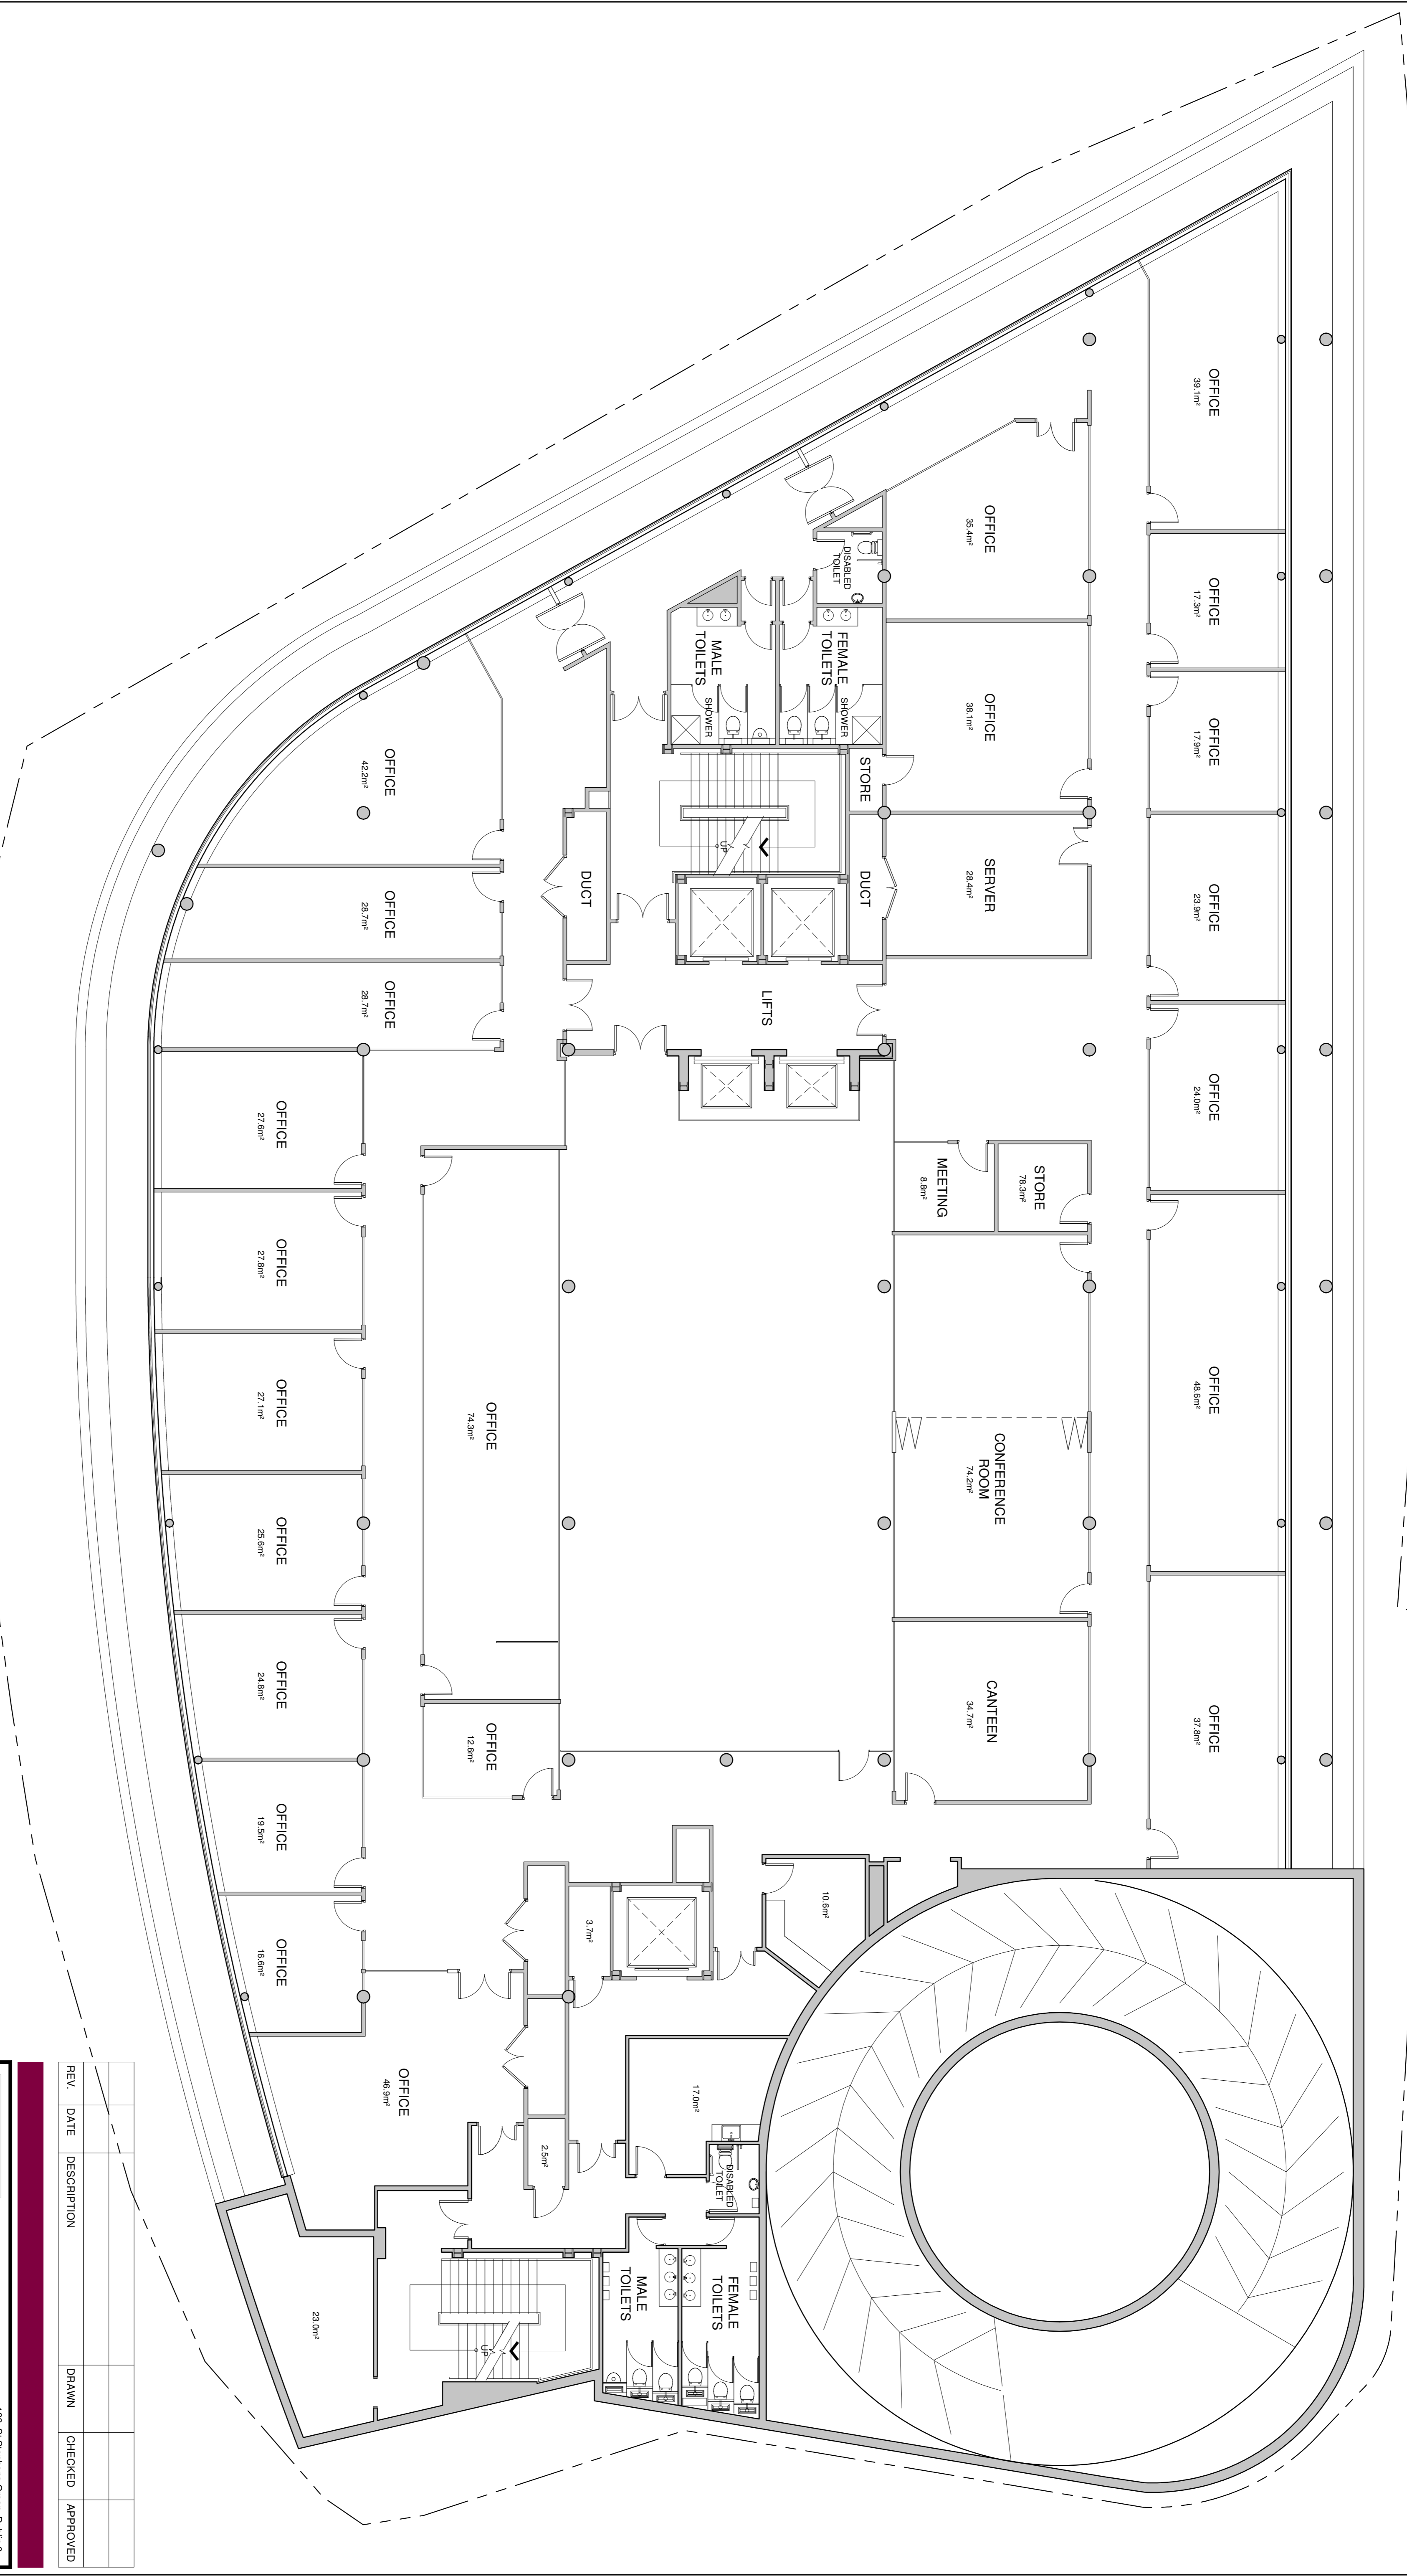 OFFICE
39.1m²
OFFICE
17.3m²
OFFICE
17.9m²
OFFICE
23.9m²
OFFICE
24.0m²
OFFICE
48.6m²
OFFICE
37.8m²
OFFICE
35.4m²
OFFICE
38.1m²
SERVER
28.4m²
STORE
78.3m²
MEETING
8.8m²
CONFERENCE
ROOM
74.2m²
CANTEEN
34.7m²
DISABLED
TOILET
FEMALE
TOILETS
SHOWER
STORE
DUCT
MALE
TOILETS
SHOWER
UP
LIFTS
DUCT
10.6m²
3.7m²
17.0m²
DISABLED
TOILET
FEMALE
TOILETS
MALE
TOILETS
2.5m²
UP
OFFICE
74.3m²
OFFICE
12.6m²
OFFICE
42.2m²
OFFICE
28.7m²
OFFICE
28.7m²
OFFICE
46.9m²
OFFICE
27.6m²
OFFICE
27.8m²
OFFICE
27.1m²
OFFICE
25.6m²
OFFICE
24.8m²
OFFICE
19.5m²
OFFICE
16.6m²
23.0m²
REV. DATE DESCRIPTION DRAWN CHECKED APPROVED